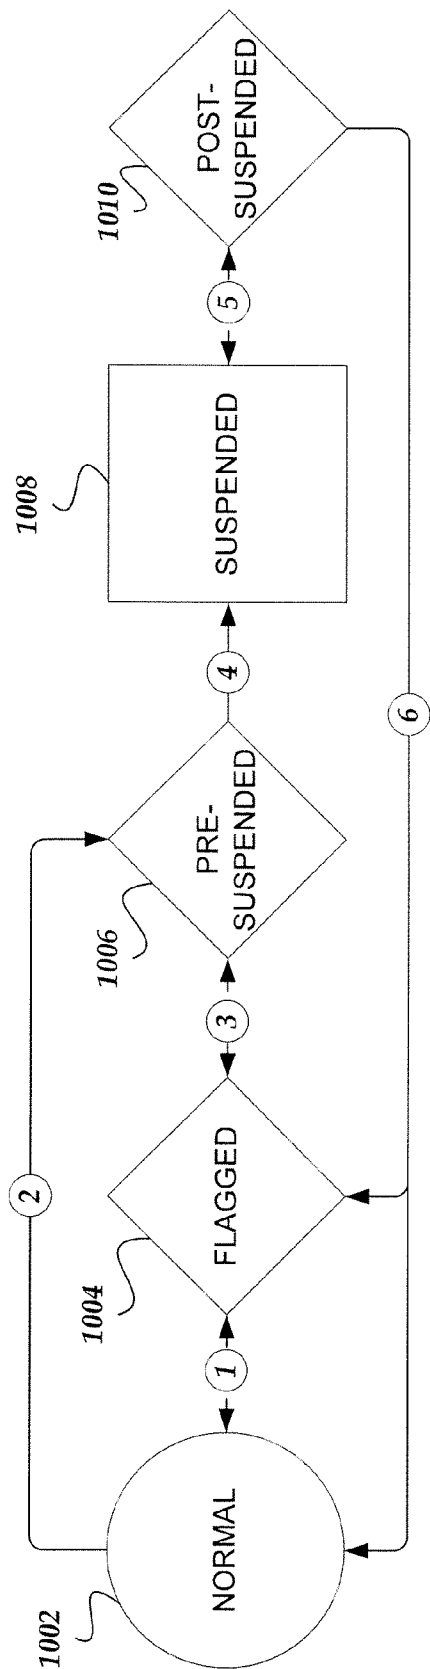 1002
NORMAL
1
2
1004
FLAGGED
3
1006
PRE-
SUSPENDED
4
1008
SUSPENDED
5
1010
POST-
SUSPENDED
6